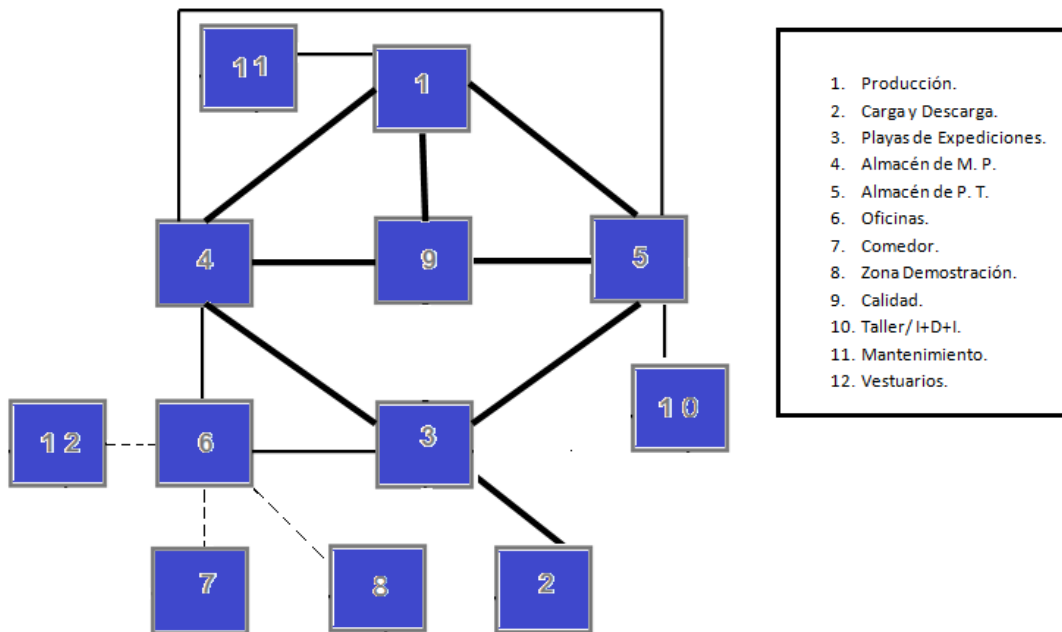 11
1
4
9
5
12
6
3
10
7
8
2
1. Producción.
2. Carga y Descarga.
3. Playas de Expediciones.
4. Almacén de M. P.
5. Almacén de P. T.
6. Oficinas.
7. Comedor.
8. Zona Demostración.
9. Calidad.
10. Taller/ I+D+I.
11. Mantenimiento.
12. Vestuarios.